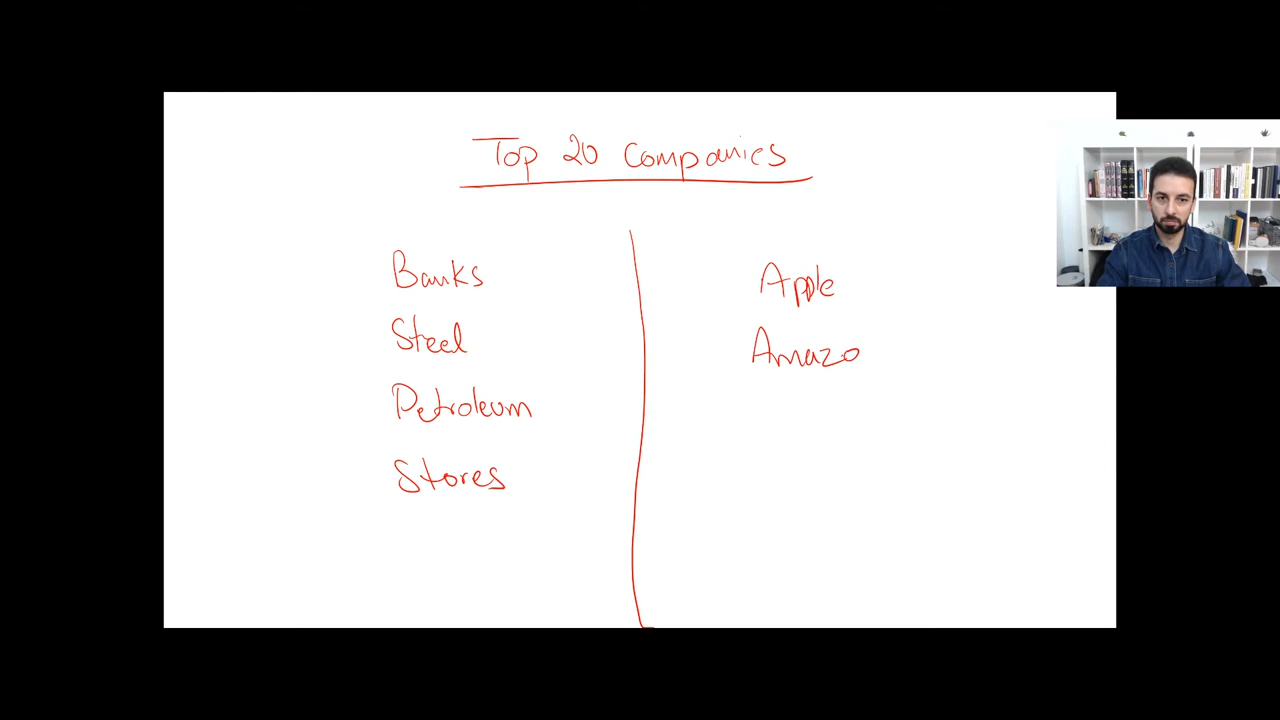 Top 20 Companies
Banks
Steel
Petroleum
Stores
Apple
Amazo